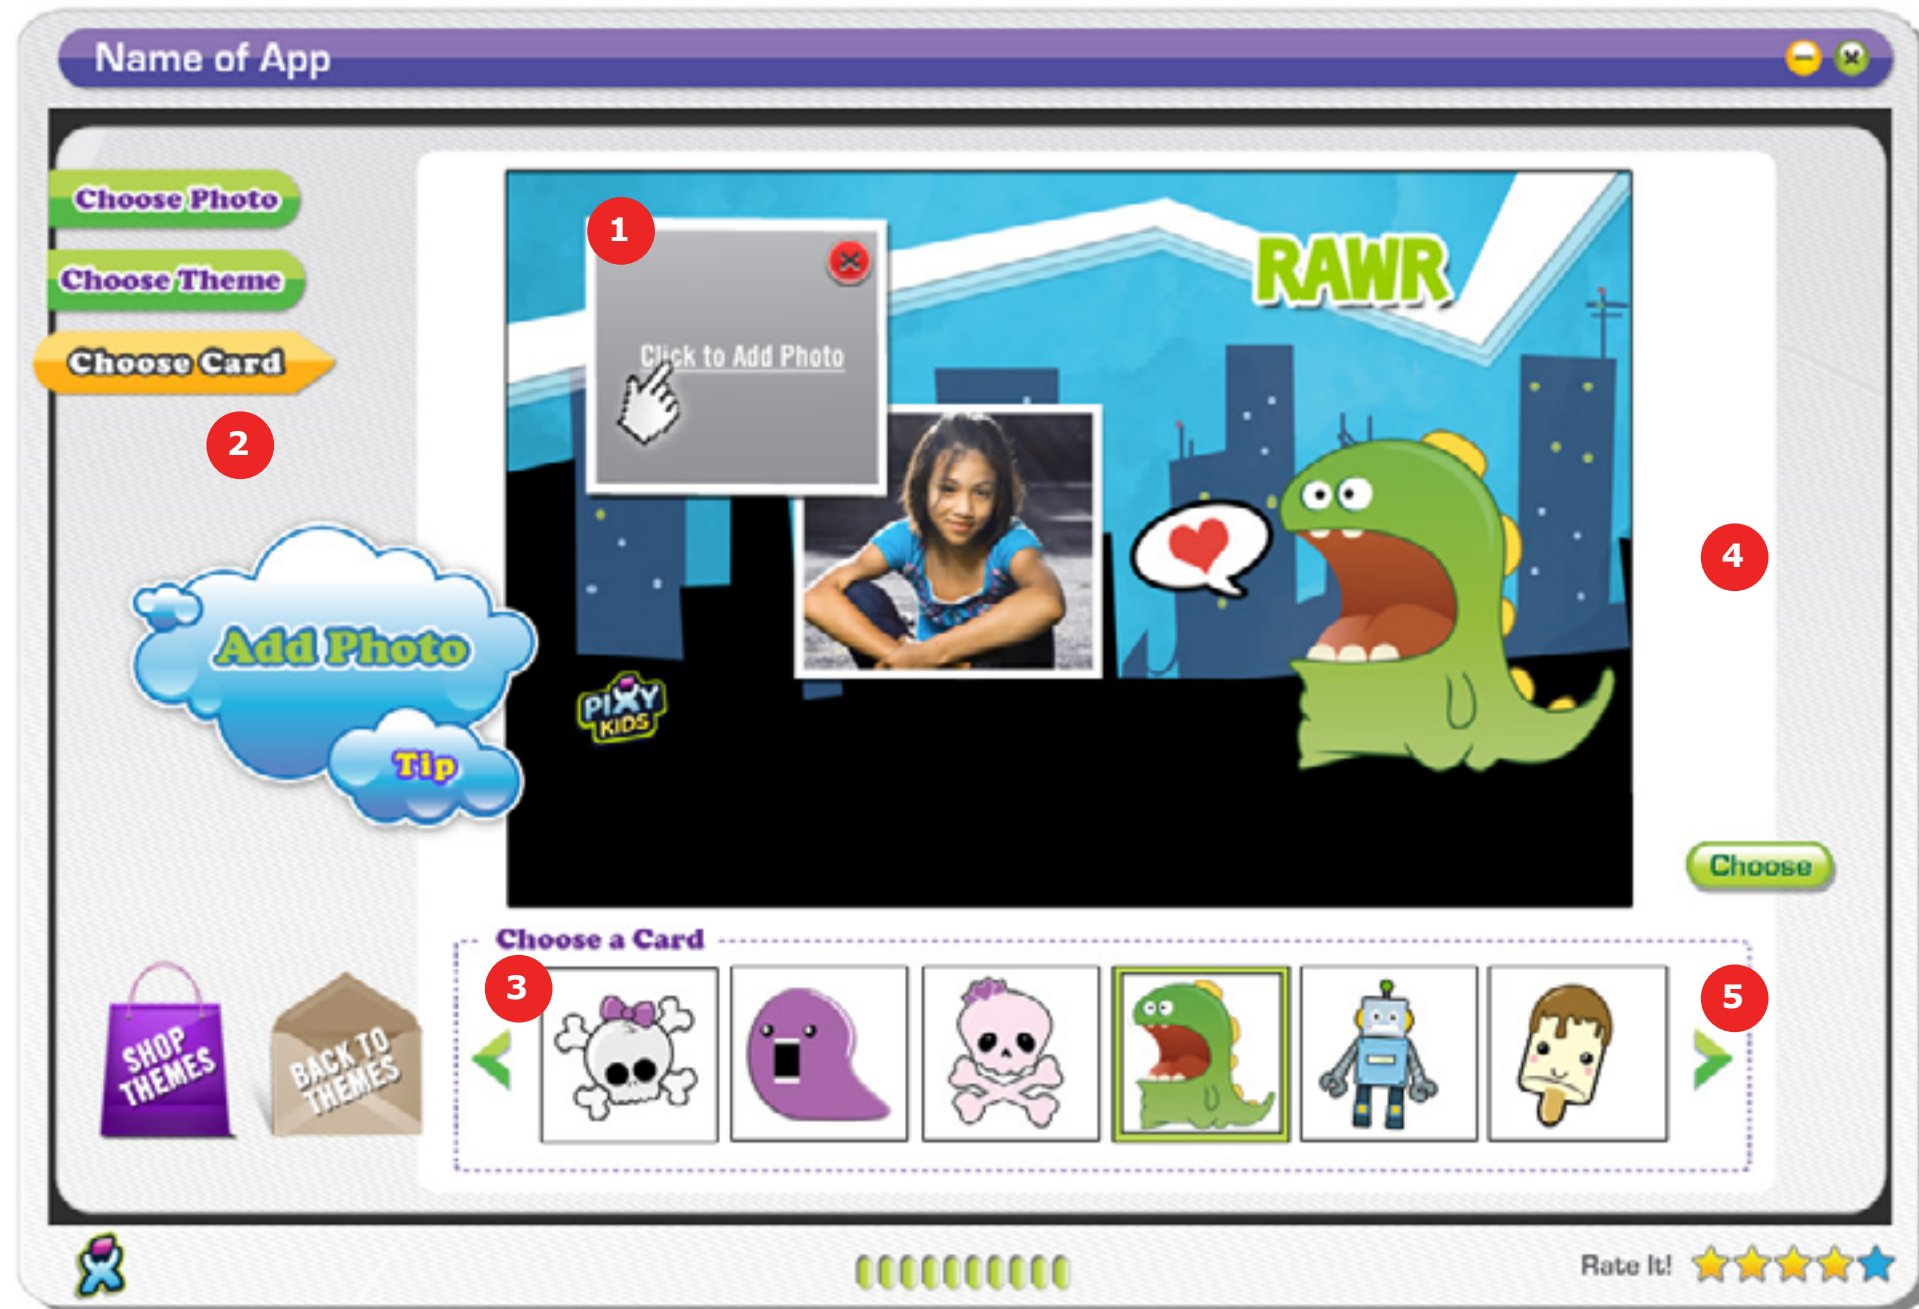 Name of App
Choose Photo
Choose Theme
Choose Card
1
2
Click to Add Photo
RAWR
Add Photo
Tip
PIXY
KIDS
4
Choose
Choose a Card
3
5
SHOP
THEMES
BACK TO
THEMES
Rate It!